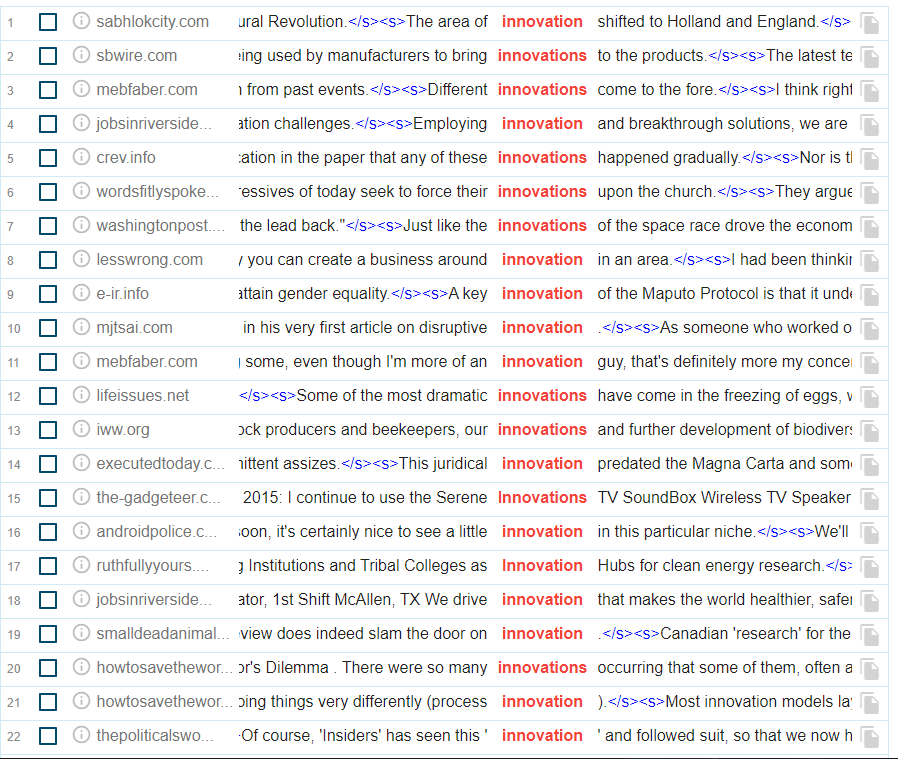 1 sabhlokcity.com ural Revolution.</s><s>The area of innovation shifted to Holland and England.</s>
2 sbwire.com being used by manufacturers to bring innovations to the products.</s><s>The latest te
3 mebfaber.com from past events.</s><s>Different innovations come to the fore.</s><s>I think right
4 jobsinriverside... ation challenges.</s><s>Employing innovation and breakthrough solutions, we are
5 crev.info cation in the paper that any of these innovations happened gradually.</s><s>Nor is th
6 wordsfitlyspoke... ressives of today seek to force their innovations upon the church.</s><s>They argue
7 washingtonpost.... the lead back."</s><s>Just like the innovations of the space race drove the econom
8 lesswrong.com y you can create a business around innovation in an area.</s><s>I had been thinkin
9 e-ir.info attain gender equality.</s><s>A key innovation of the Maputo Protocol is that it unde
10 mjtsai.com in his very first article on disruptive innovation .</s><s>As someone who worked o
11 mebfaber.com some, even though I'm more of an innovation guy, that's definitely more my conce
12 lifeissues.net </s><s>Some of the most dramatic innovations have come in the freezing of eggs, w
13 iww.org ock producers and beekeepers, our innovations and further development of biodivers
14 executedtoday.c... mittent assizes.</s><s>This juridical innovation predated the Magna Carta and som
15 the-gadgeteer.c... 2015: I continue to use the Serene Innovations TV SoundBox Wireless TV Speaker
16 androidpolice.c... soon, it's certainly nice to see a little innovation in this particular niche.</s><s>We'll
17 ruthfullyyours.... g Institutions and Tribal Colleges as Innovation Hubs for clean energy research.</s>
18 jobsinriverside... ator, 1st Shift McAllen, TX We drive innovation that makes the world healthier, safer
19 smalldeadanimal... view does indeed slam the door on innovation .</s><s>Canadian 'research' for the
20 howtosavethewor... or's Dilemma . There were so many innovations occurring that some of them, often a
21 howtosavethewor... oing things very differently (process innovation ).</s><s>Most innovation models la
22 thepoliticalswo... Of course, 'Insiders' has seen this ' innovation ' and followed suit, so that we now h